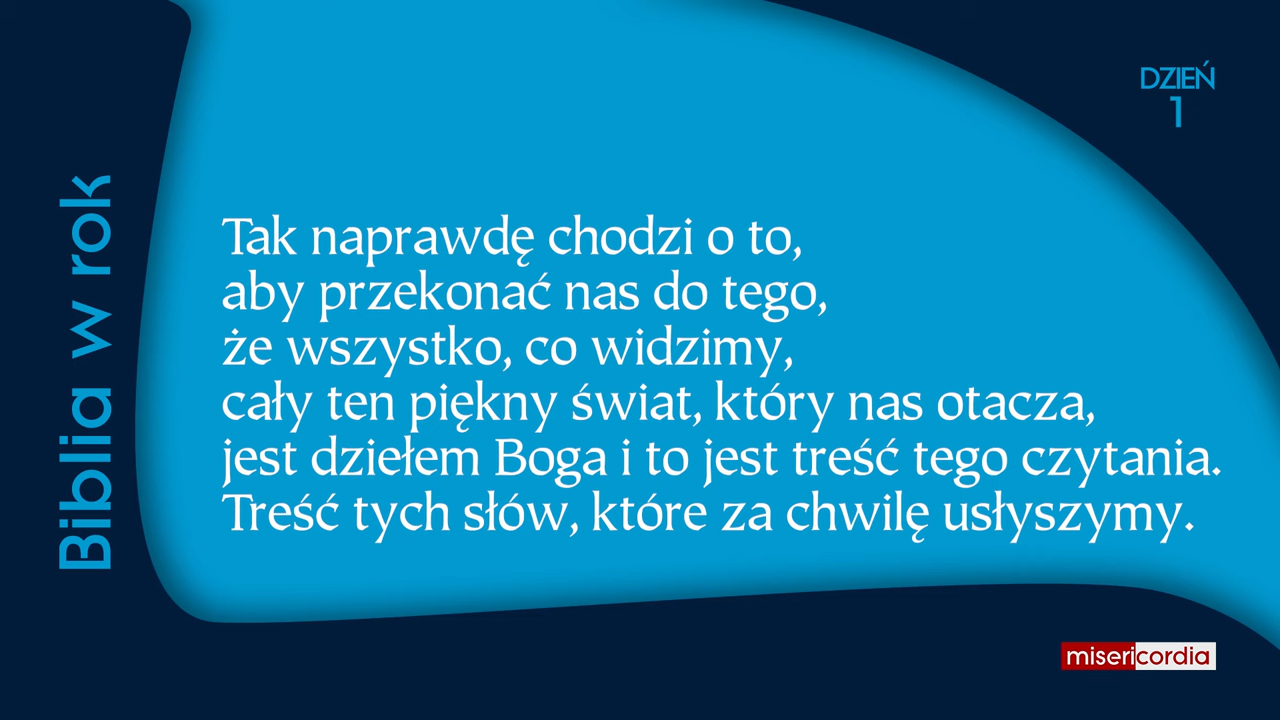 Biblia w rok
DZIEŃ
1
Tak naprawdę chodzi o to,
aby przekonać nas do tego,
że wszystko, co widzimy,
cały ten piękny świat, który nas otacza,
jest dziełem Boga i to jest treść tego czytania.
Treść tych słów, które za chwilę usłyszymy.
misericordia